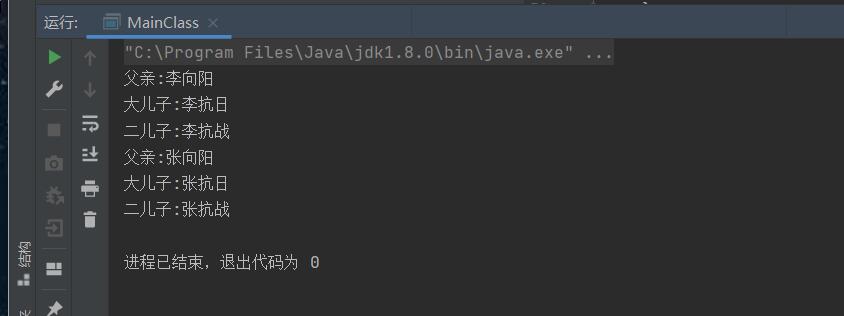 运行: MainClass ×
"C:\Program Files\Java\jdk1.8.0\bin\java.exe" ...
父亲:李向阳
大儿子:李抗日
二儿子:李抗战
父亲:张向阳
大儿子:张抗日
二儿子:张抗战
进程已结束，退出代码为 0
结构